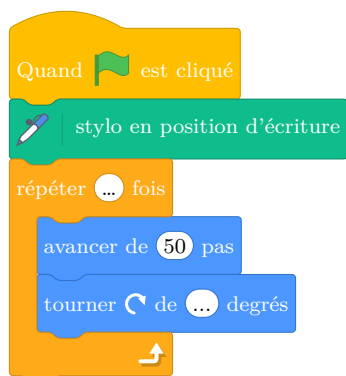 Quand est cliqué
stylo en position d'écriture
répéter ... fois
avancer de 50 pas
tourner de ... degrés